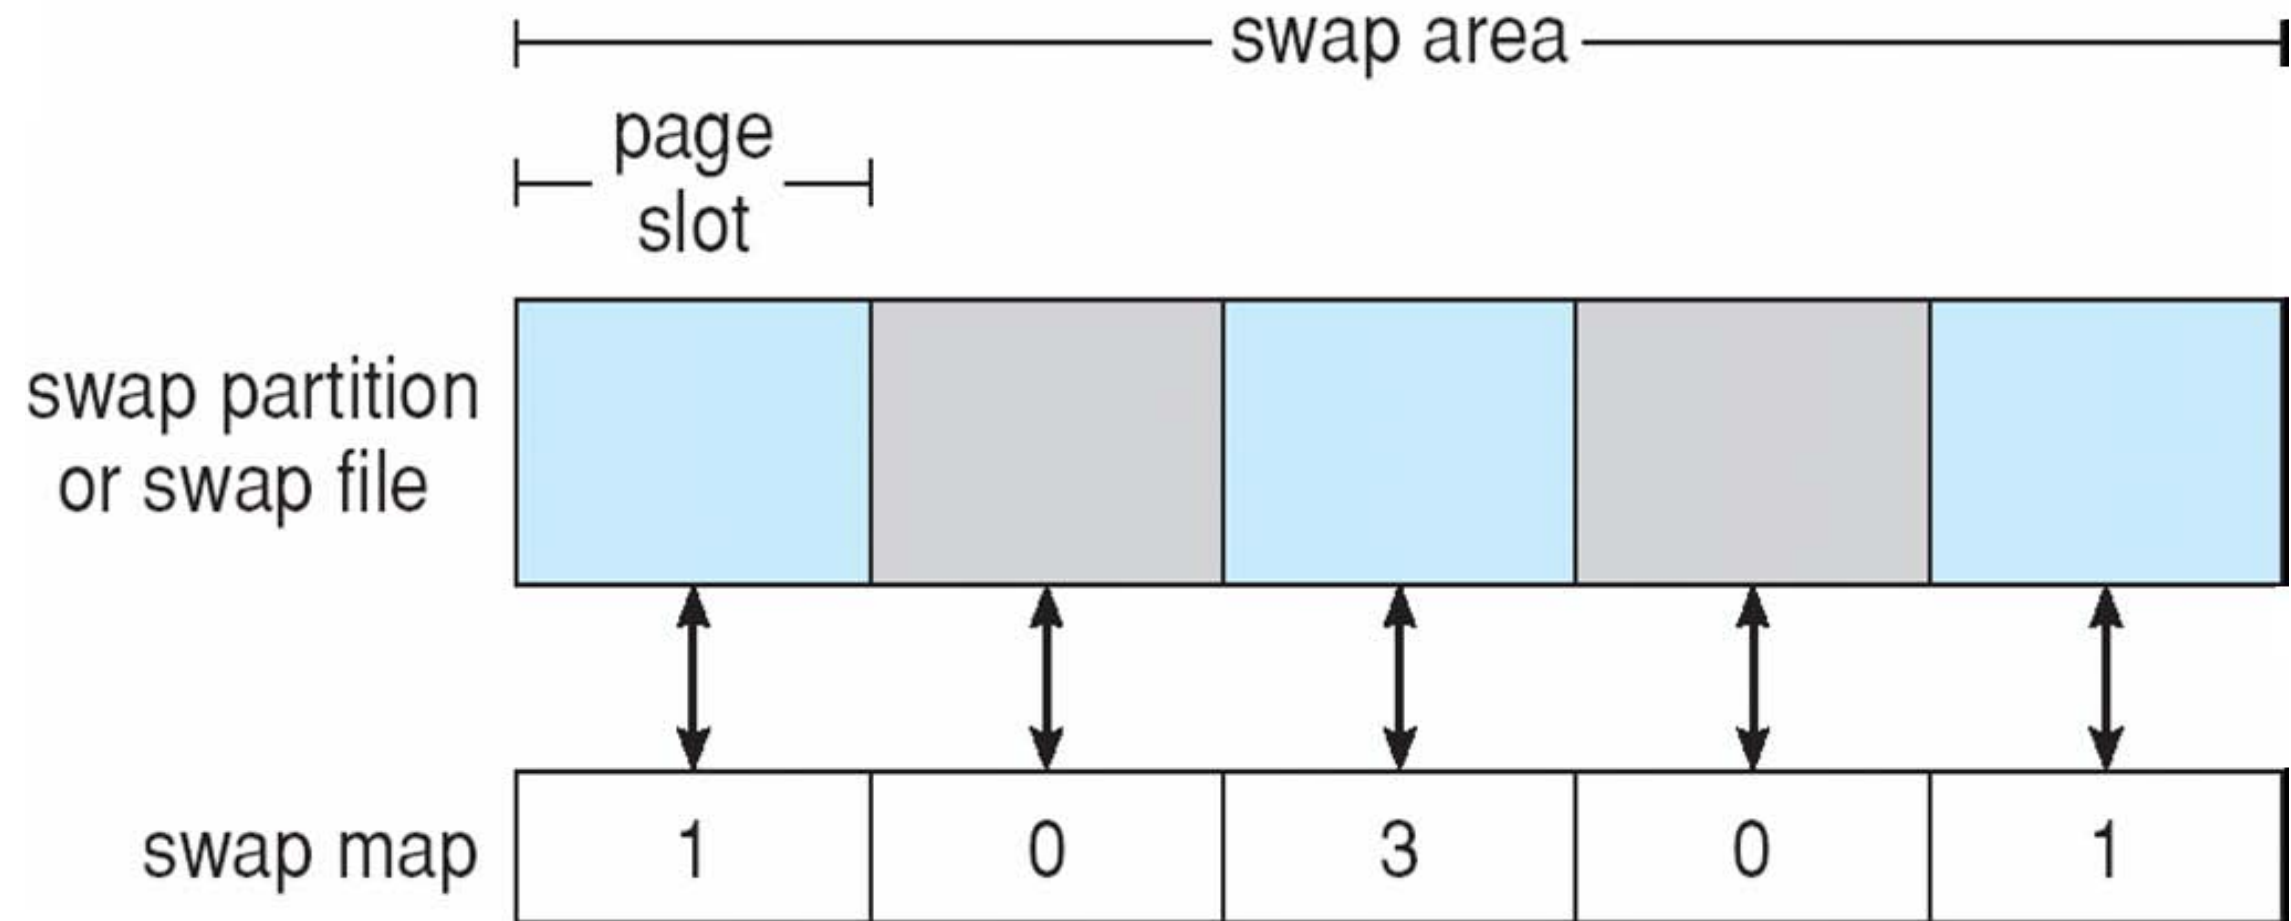 swap area
page
slot
swap partition
or swap file
swap map
1
0
3
0
1